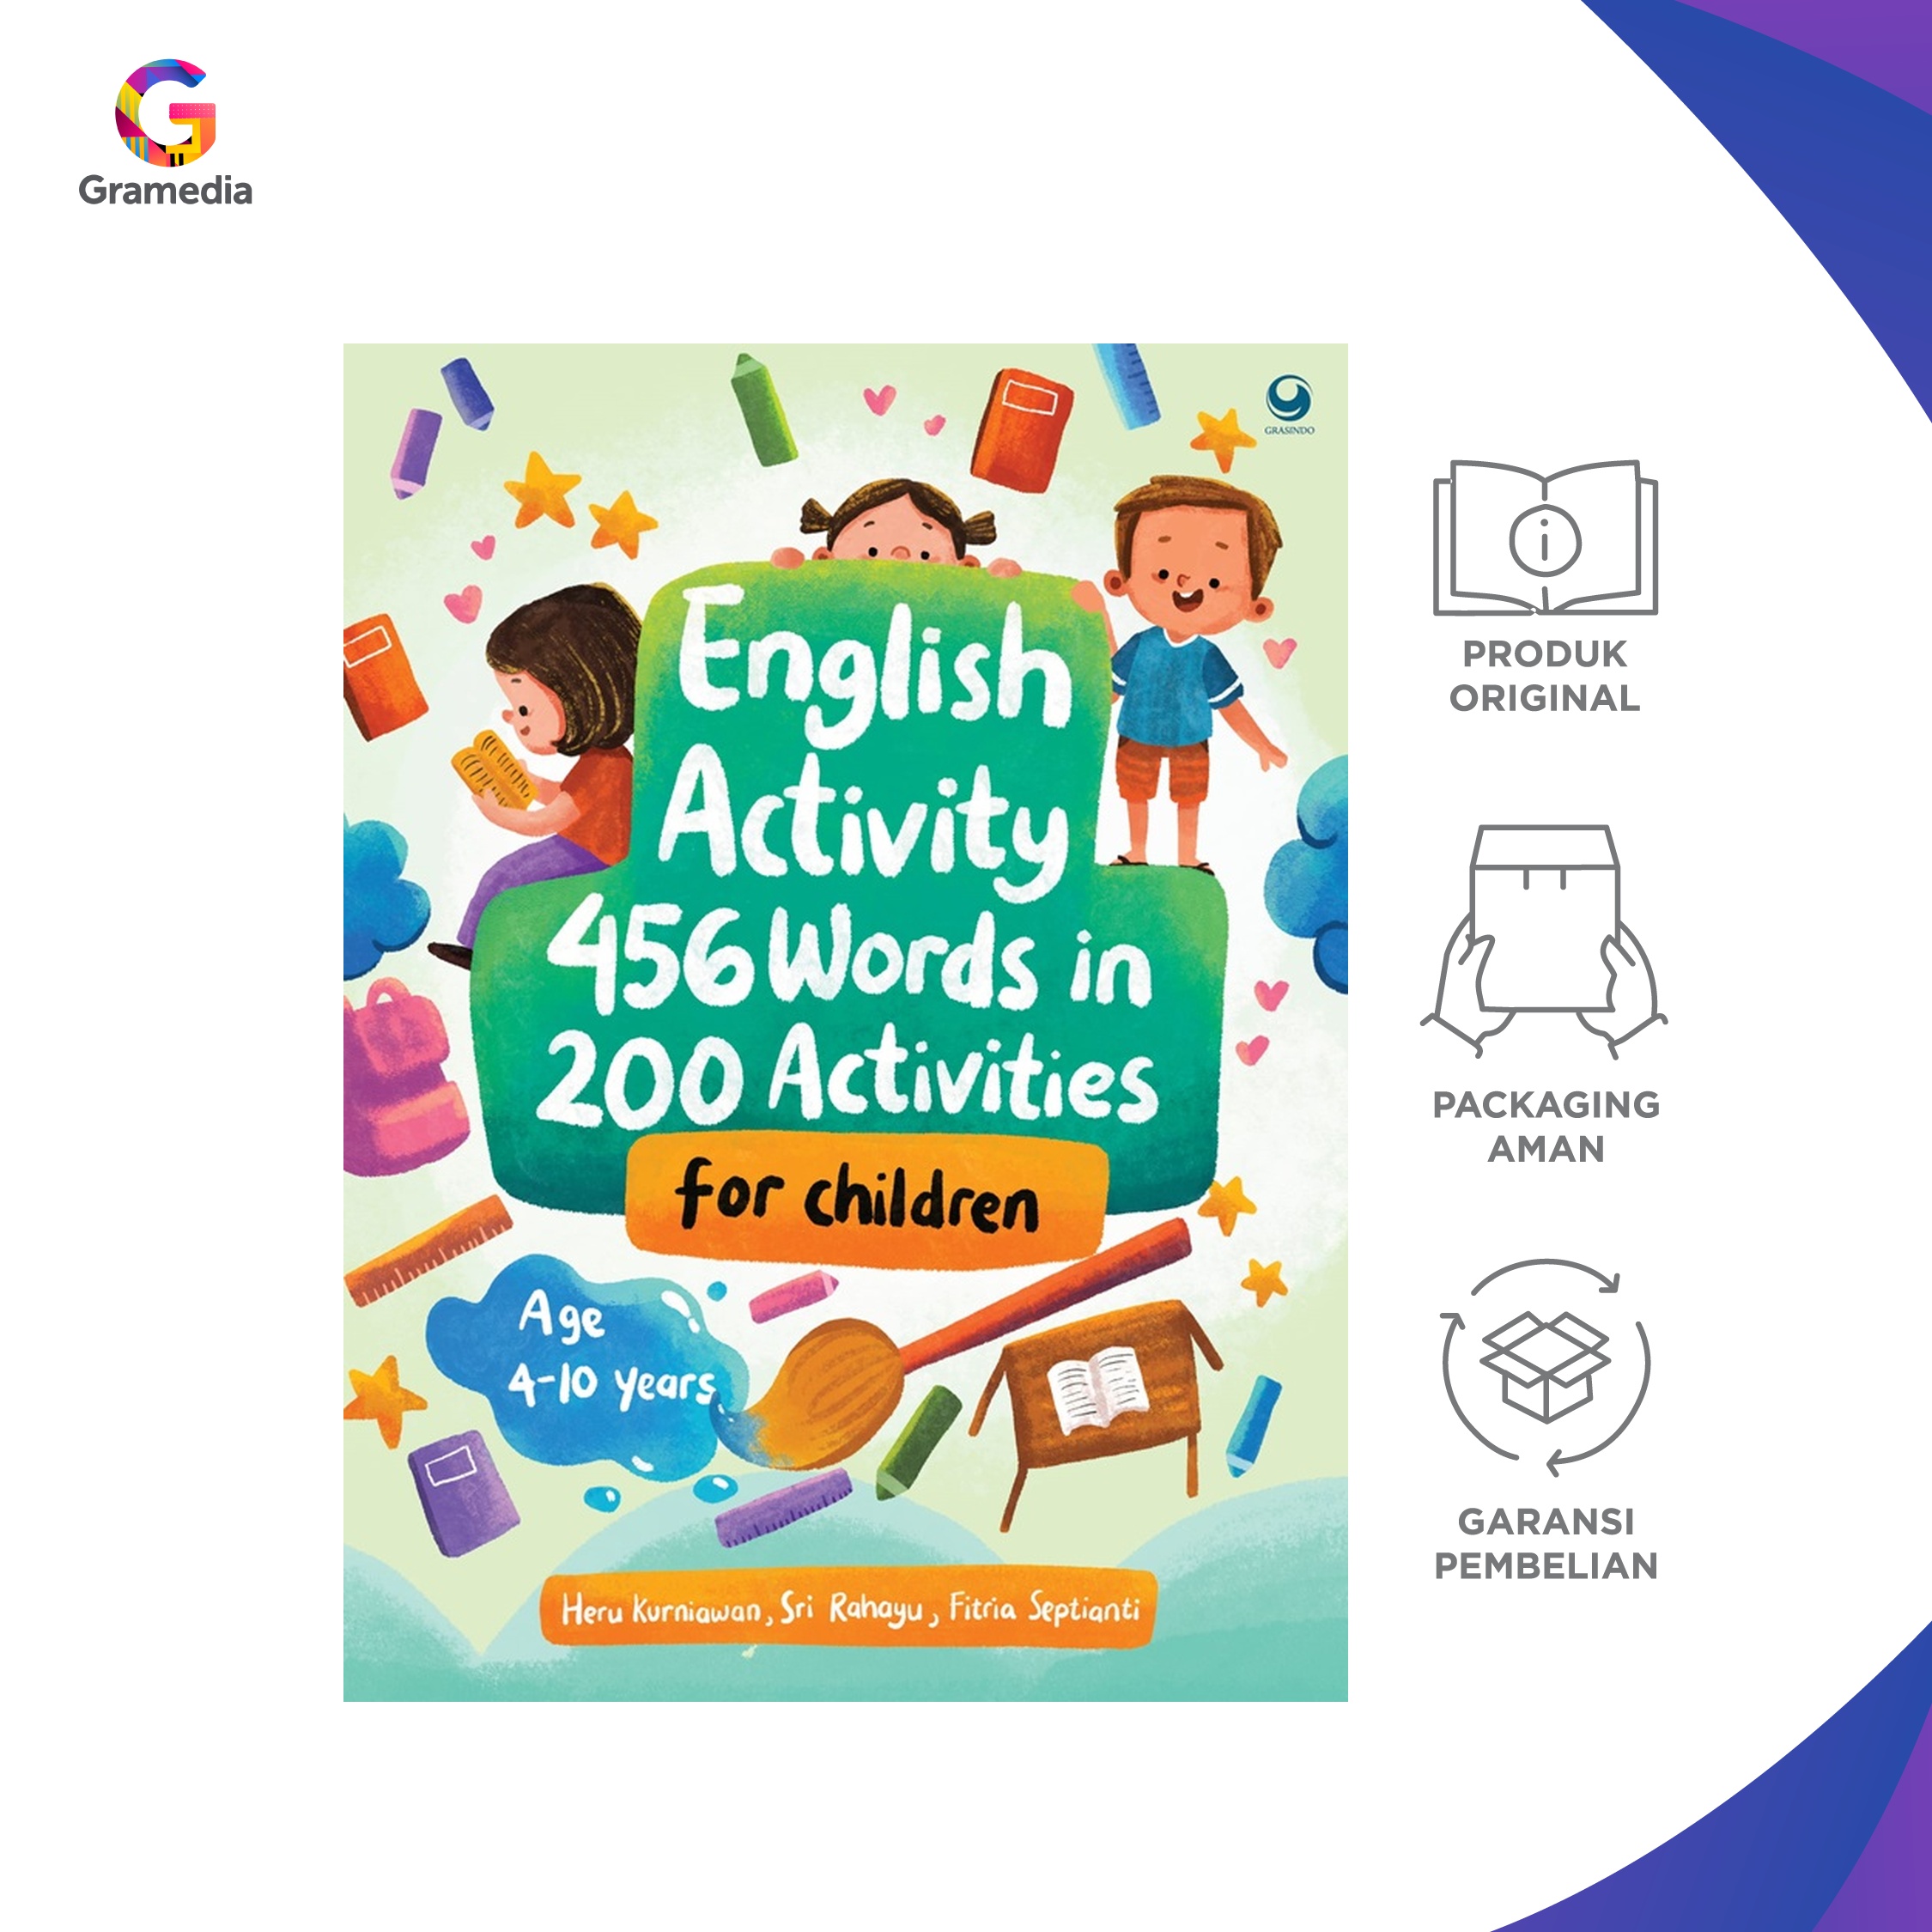 Gramedia
GRASINDO
English
Activity
456 Words in
200 Activities
for children
Age
4-10 years
Heru Kurniawan, Sri Rahayu, Fitria Septianti
PRODUK
ORIGINAL
PACKAGING
AMAN
GARANSI
PEMBELIAN